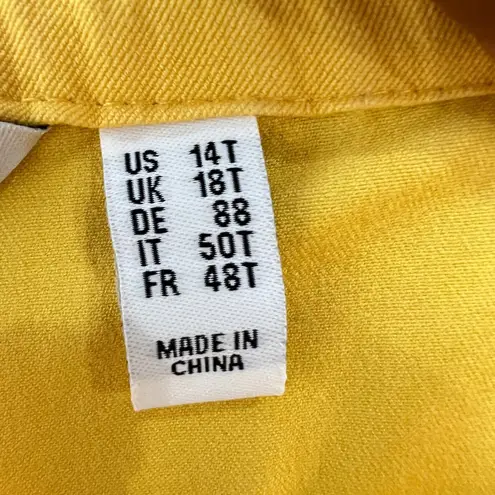 US 14T
UK 18T
DE 88
IT 50T
FR 48T
MADE IN
CHINA